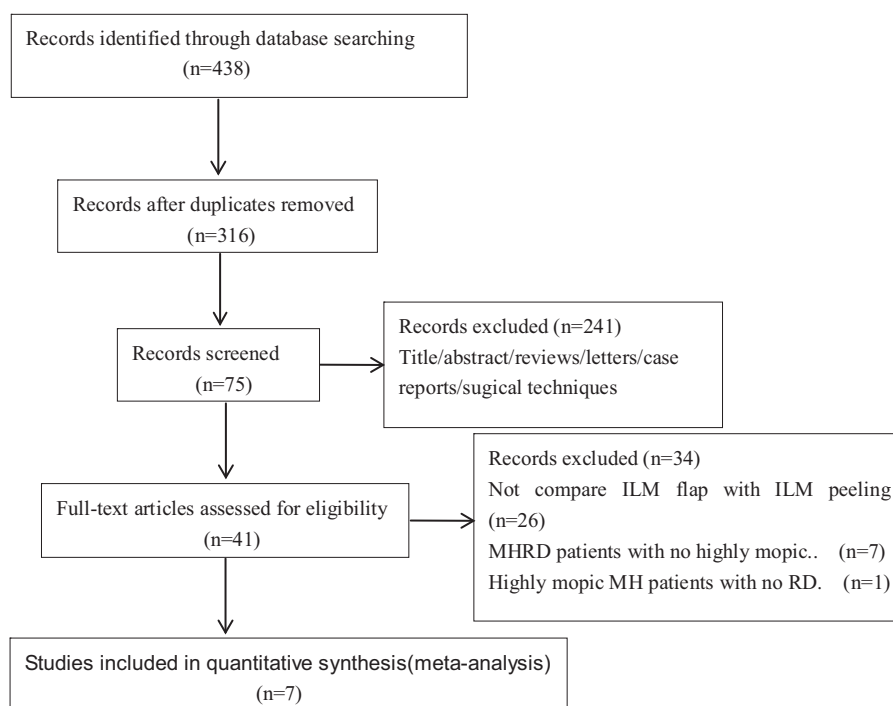 Records identified through database searching
(n=438)
Records after duplicates removed
(n=316)
Records screened
(n=75)
Records excluded (n=241)
Title/abstract/reviews/letters/case
reports/sugical techniques
Full-text articles assessed for eligibility
(n=41)
Records excluded (n=34)
Not compare ILM flap with ILM peeling
(n=26)
MHRD patients with no highly mopic.. (n=7)
Highly mopic MH patients with no RD. (n=1)
Studies included in quantitative synthesis(meta-analysis)
(n=7)